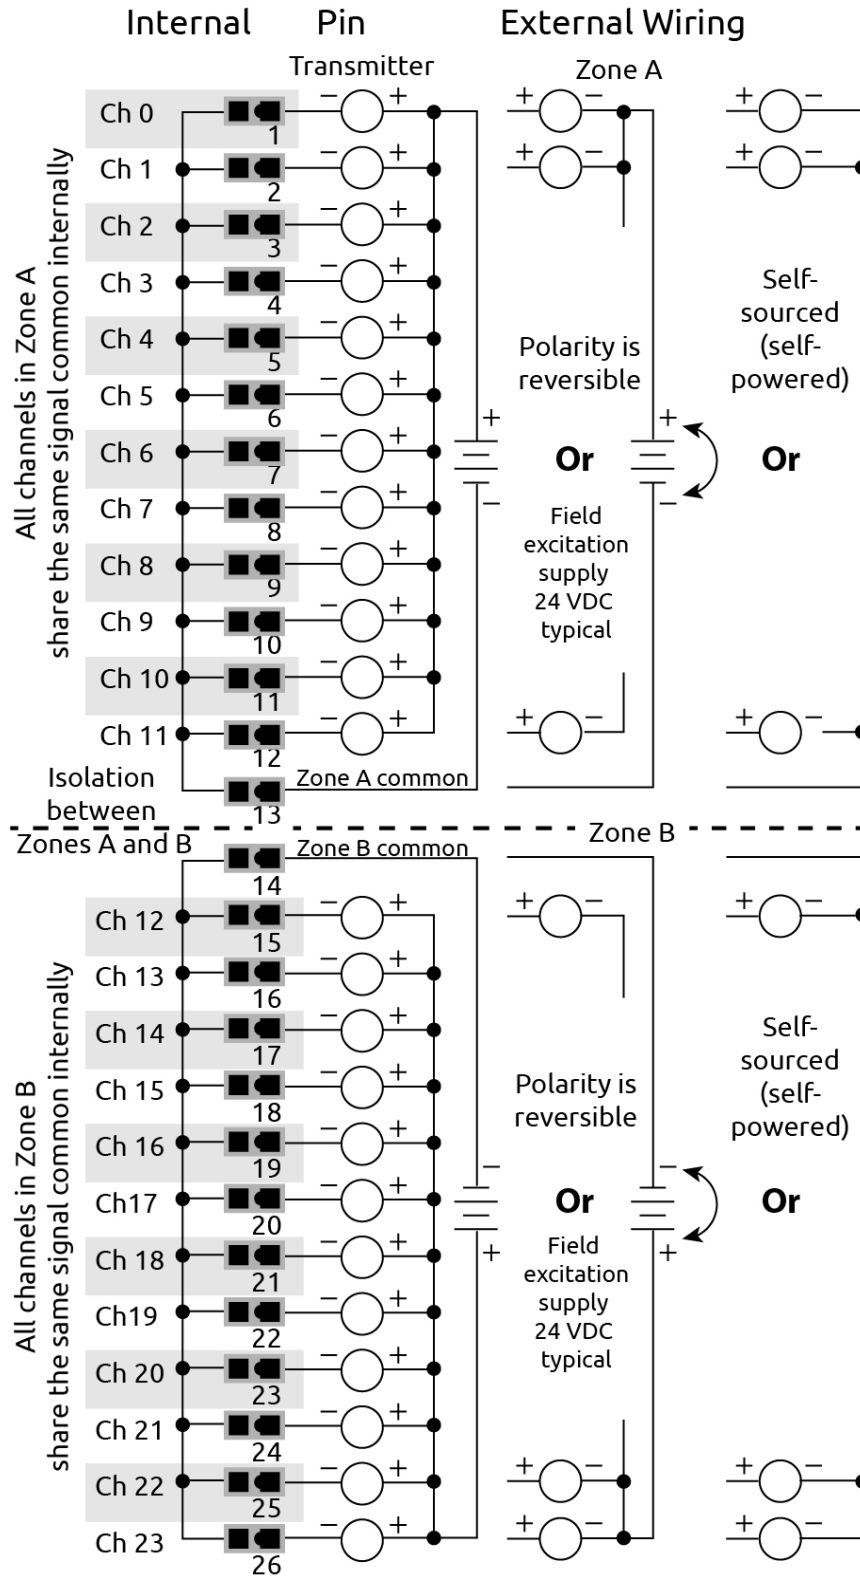 Internal Pin External Wiring
Transmitter Zone A
All channels in Zone A
share the same signal common internally
Ch 0 1 − + + − + −
Ch 1 2 − + + − + −
Ch 2 3 − +
Ch 3 4 − +
Ch 4 5 − +
Ch 5 6 − +
Ch 6 7 − +
Ch 7 8 − +
Ch 8 9 − +
Ch 9 10 − +
Ch 10 11 − +
Ch 11 12 − + + − + −
Polarity is
reversible
Self-
sourced
(self-
powered)
+ Or + Or
− −
Field
excitation
supply
24 VDC
typical
13 Zone A common
Isolation
between
Zones A and B
Zone B
14 Zone B common
All channels in Zone B
share the same signal common internally
Ch 12 15 − + + − + −
Ch 13 16 − +
Ch 14 17 − +
Ch 15 18 − +
Ch 16 19 − +
Ch17 20 − +
Ch 18 21 − +
Ch19 22 − +
Ch 20 23 − +
Ch 21 24 − +
Ch 22 25 − + + − + −
Ch 23 26 − + + − + −
Polarity is
reversible
Self-
sourced
(self-
powered)
− Or − Or
+ +
Field
excitation
supply
24 VDC
typical